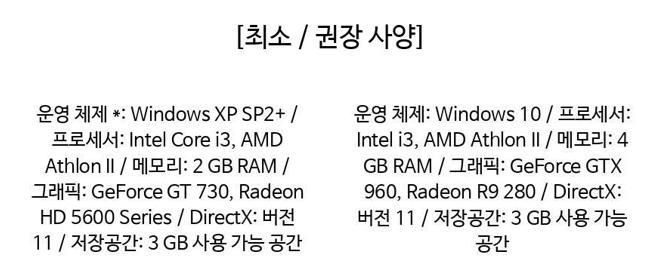 [최소 / 권장 사양]
운영 체제 *: Windows XP SP2+ /
프로세서: Intel Core i3, AMD
Athlon II / 메모리: 2 GB RAM /
그래픽: GeForce GT 730, Radeon
HD 5600 Series / DirectX: 버전
11 / 저장공간: 3 GB 사용 가능 공간
운영 체제: Windows 10 / 프로세서:
Intel i3, AMD Athlon II / 메모리: 4
GB RAM / 그래픽: GeForce GTX
960, Radeon R9 280 / DirectX:
버전 11 / 저장공간: 3 GB 사용 가능
공간